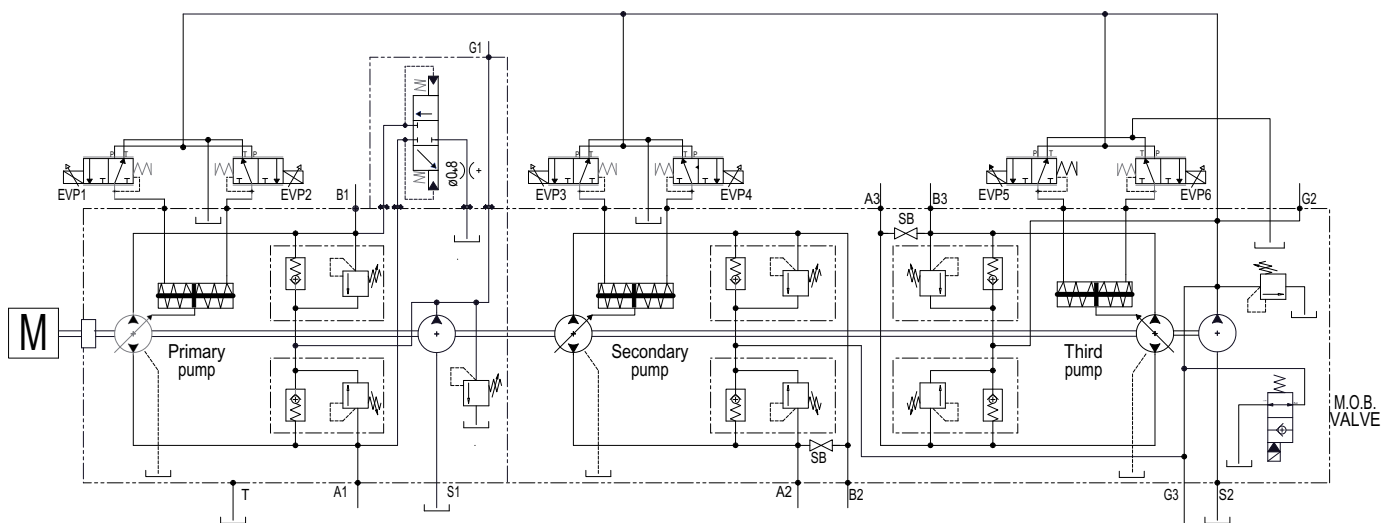 G1
P T
T P
P T
T P
P T
T P
ø0.8
EVP1
EVP2
EVP3
EVP4
EVP5
EVP6
B1
A3
B3
G2
SB
M
Primary
pump
Secondary
pump
Third
pump
M.O.B.
VALVE
SB
T
A1
S1
A2
B2
G3
S2